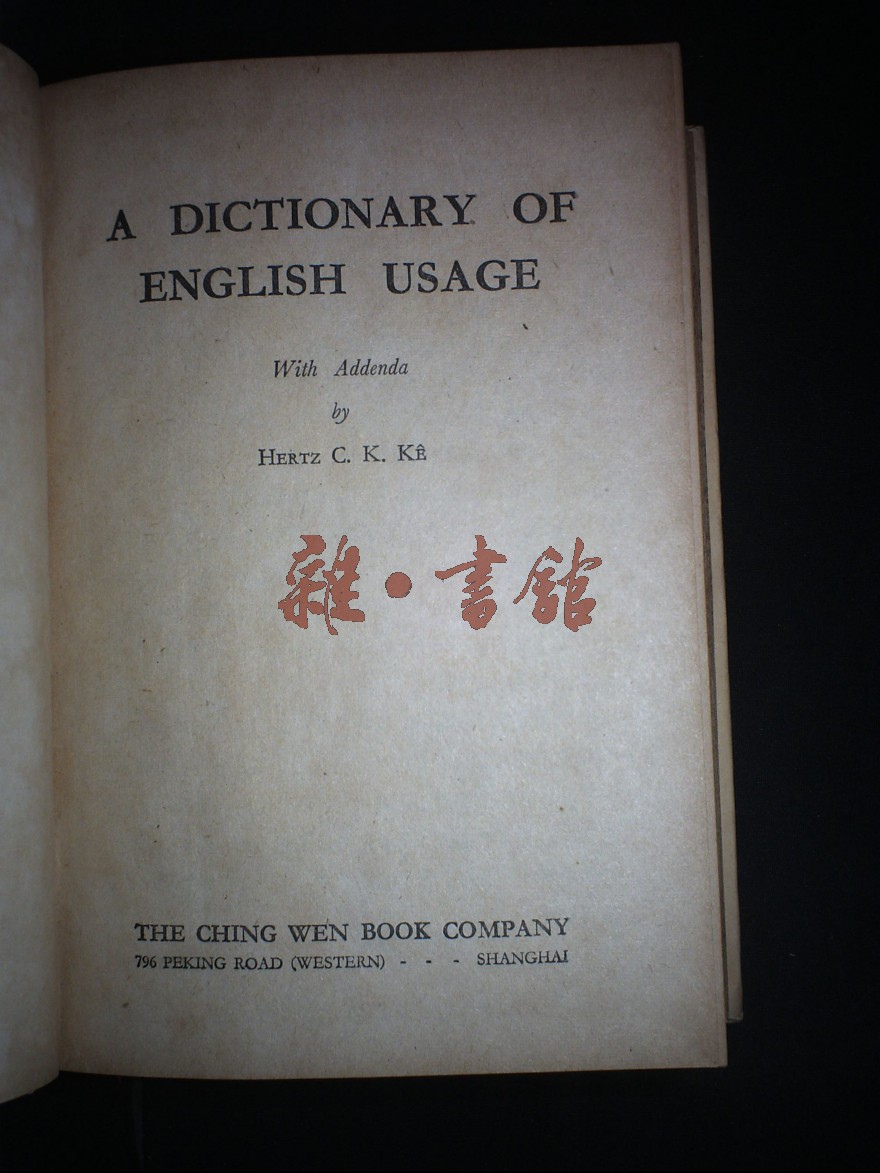 A DICTIONARY OF
ENGLISH USAGE
With Addenda
by
HERTZ C. K. KÊ
雜•書館
THE CHING WEN BOOK COMPANY
796 PEKING ROAD (WESTERN) - - - SHANGHAI